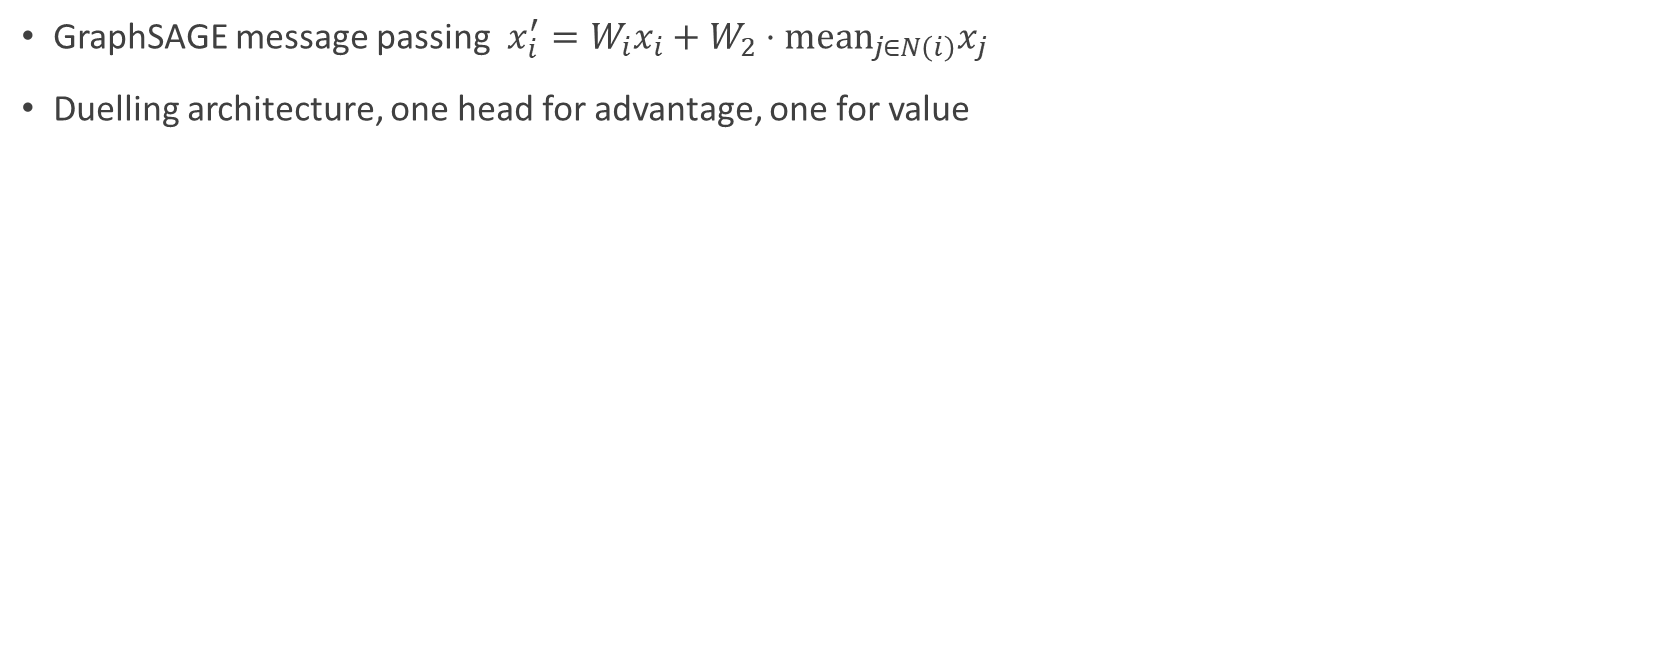 • GraphSAGE message passing x′ᵢ = Wᵢxᵢ + W₂ · mean_{j∈N(i)}xⱼ
• Duelling architecture, one head for advantage, one for value